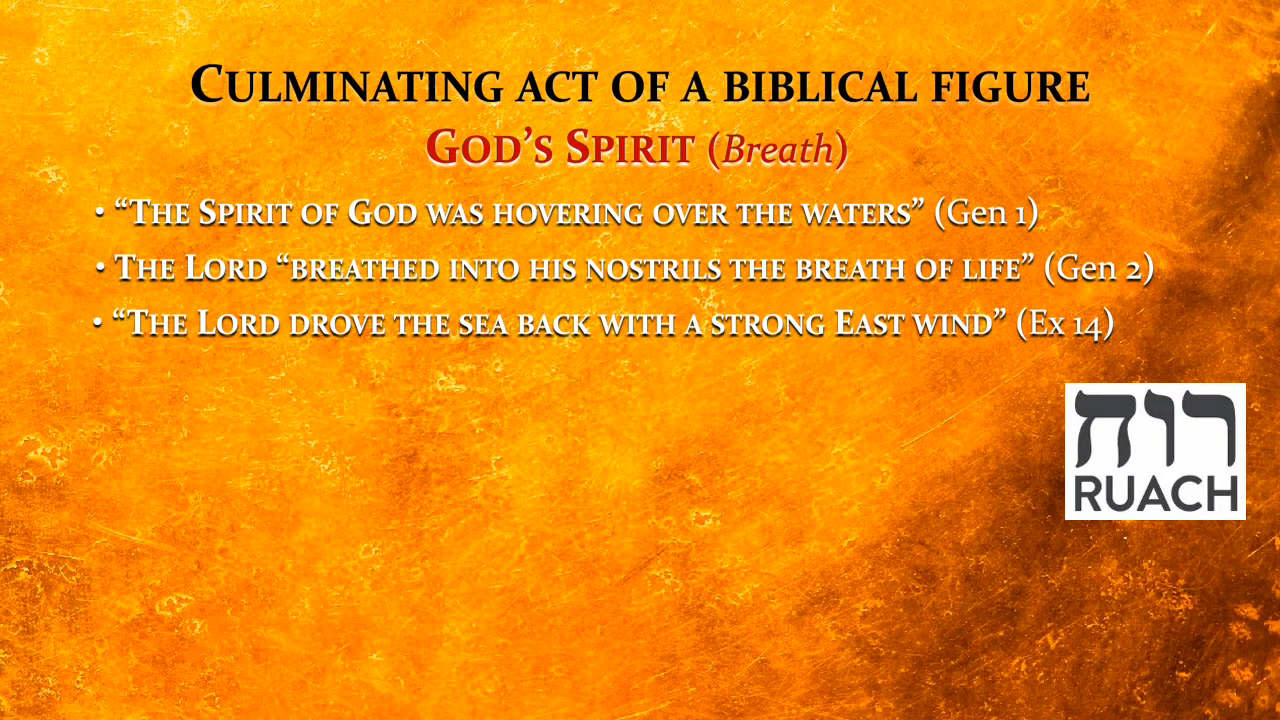 Culminating act of a biblical figure
God’s Spirit (Breath)
• “The Spirit of God was hovering over the waters” (Gen 1)
• The Lord “breathed into his nostrils the breath of life” (Gen 2)
• “The Lord drove the sea back with a strong East wind” (Ex 14)
רוח
RUACH